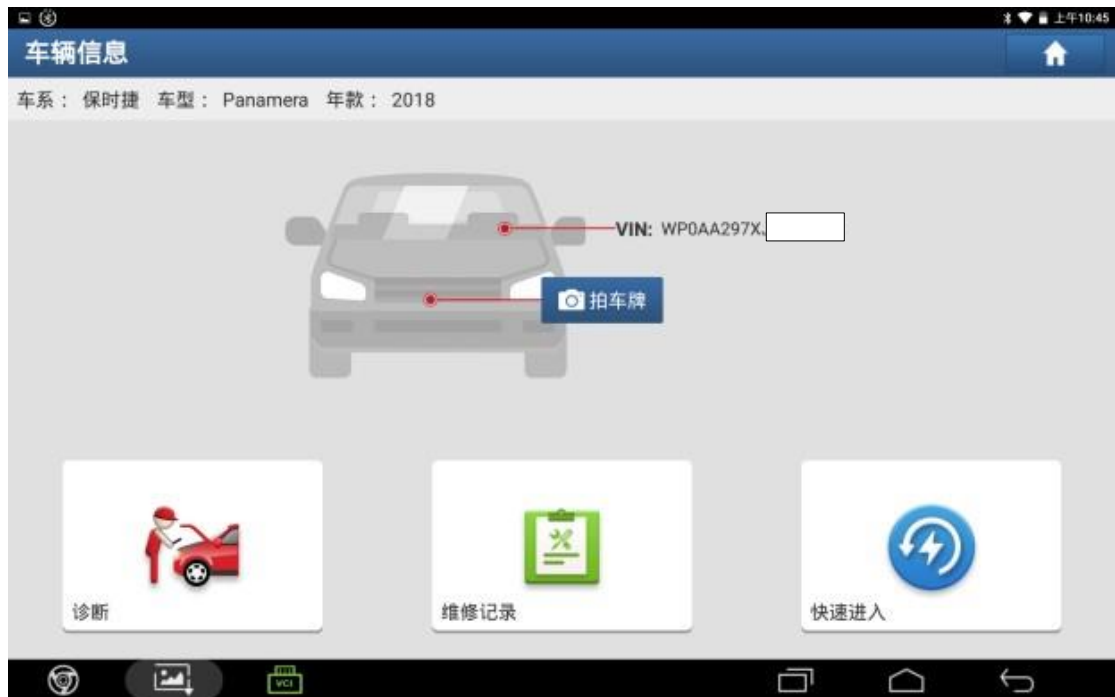 上午10:45
车辆信息
车系： 保时捷 车型： Panamera 年款： 2018
VIN: WP0AA297X
拍车牌
诊断 维修记录 快速进入
VCI